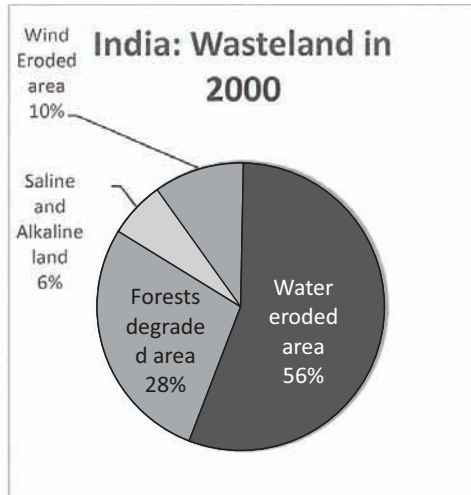 India: Wasteland in
2000
Wind
Eroded
area
10%
Saline
and
Alkaline
land
6%
Forests
degrade
d area
28%
Water
eroded
area
56%